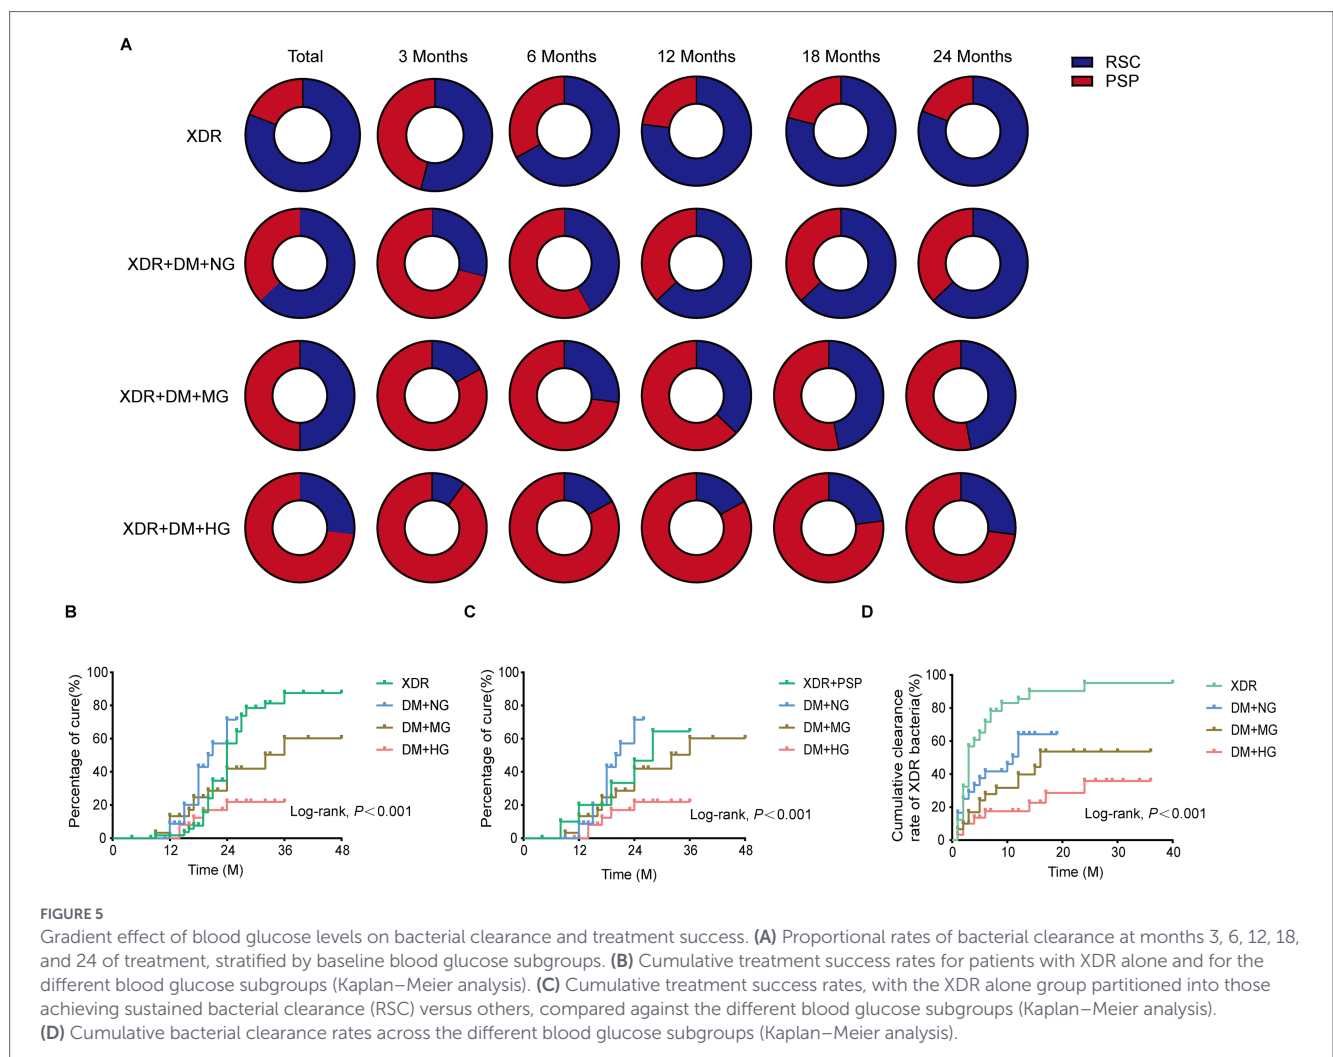 A
Total 3 Months 6 Months 12 Months 18 Months 24 Months
RSC
PSP
XDR
XDR+DM+NG
XDR+DM+MG
XDR+DM+HG
B
Percentage of cure(%)
100
80
60
40
20
0
0 12 24 36 48
Time (M)
XDR
DM+NG
DM+MG
DM+HG
Log-rank, P<0.001
C
Percentage of cure(%)
100
80
60
40
20
0
0 12 24 36 48
Time (M)
XDR+PSP
DM+NG
DM+MG
DM+HG
Log-rank, P<0.001
D
Cumulative clearance
rate of XDR bacteria(%)
100
80
60
40
20
0
0 10 20 30 40
Time (M)
XDR
DM+NG
DM+MG
DM+HG
Log-rank, P<0.001
FIGURE 5
Gradient effect of blood glucose levels on bacterial clearance and treatment success. (A) Proportional rates of bacterial clearance at months 3, 6, 12, 18,
and 24 of treatment, stratified by baseline blood glucose subgroups. (B) Cumulative treatment success rates for patients with XDR alone and for the
different blood glucose subgroups (Kaplan–Meier analysis). (C) Cumulative treatment success rates, with the XDR alone group partitioned into those
achieving sustained bacterial clearance (RSC) versus others, compared against the different blood glucose subgroups (Kaplan–Meier analysis).
(D) Cumulative bacterial clearance rates across the different blood glucose subgroups (Kaplan–Meier analysis).